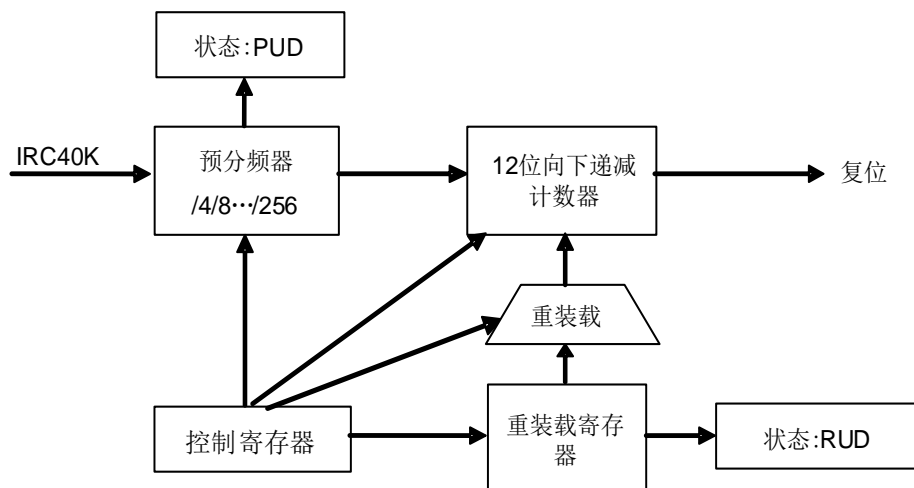 状态:PUD
IRC40K
预分频器
/4/8…/256
12位向下递减
计数器
复位
重装载
控制寄存器
重装载寄存
器
状态:RUD